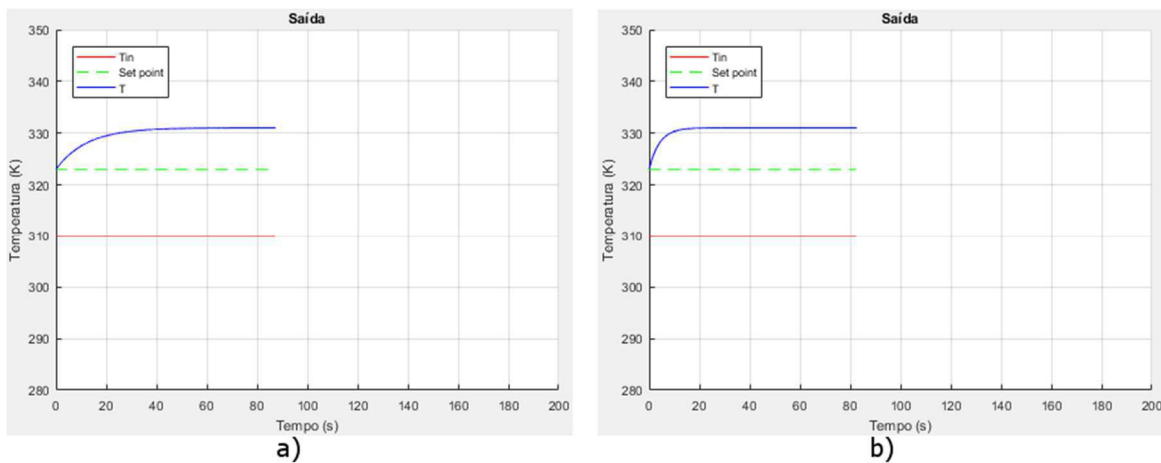 Saída
350
340
330
320
310
300
290
280
Temperatura (K)
Tin
Set point
T
0 20 40 60 80 100 120 140 160 180 200
Tempo (s)
a)
Saída
350
340
330
320
310
300
290
280
Temperatura (K)
Tin
Set point
T
0 20 40 60 80 100 120 140 160 180 200
Tempo (s)
b)